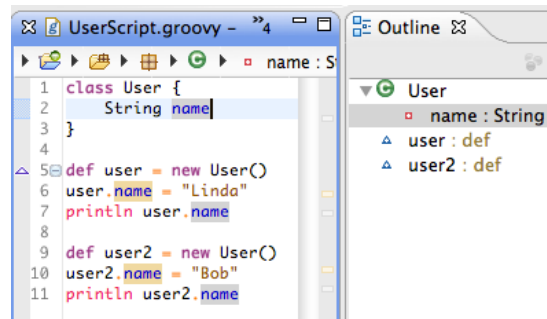 UserScript.groovy – »4
name : S
1 class User {
2 String name
3 }
4
5 def user = new User()
6 user.name = "Linda"
7 println user.name
8
9 def user2 = new User()
10 user2.name = "Bob"
11 println user2.name
Outline
User
name : String
user : def
user2 : def